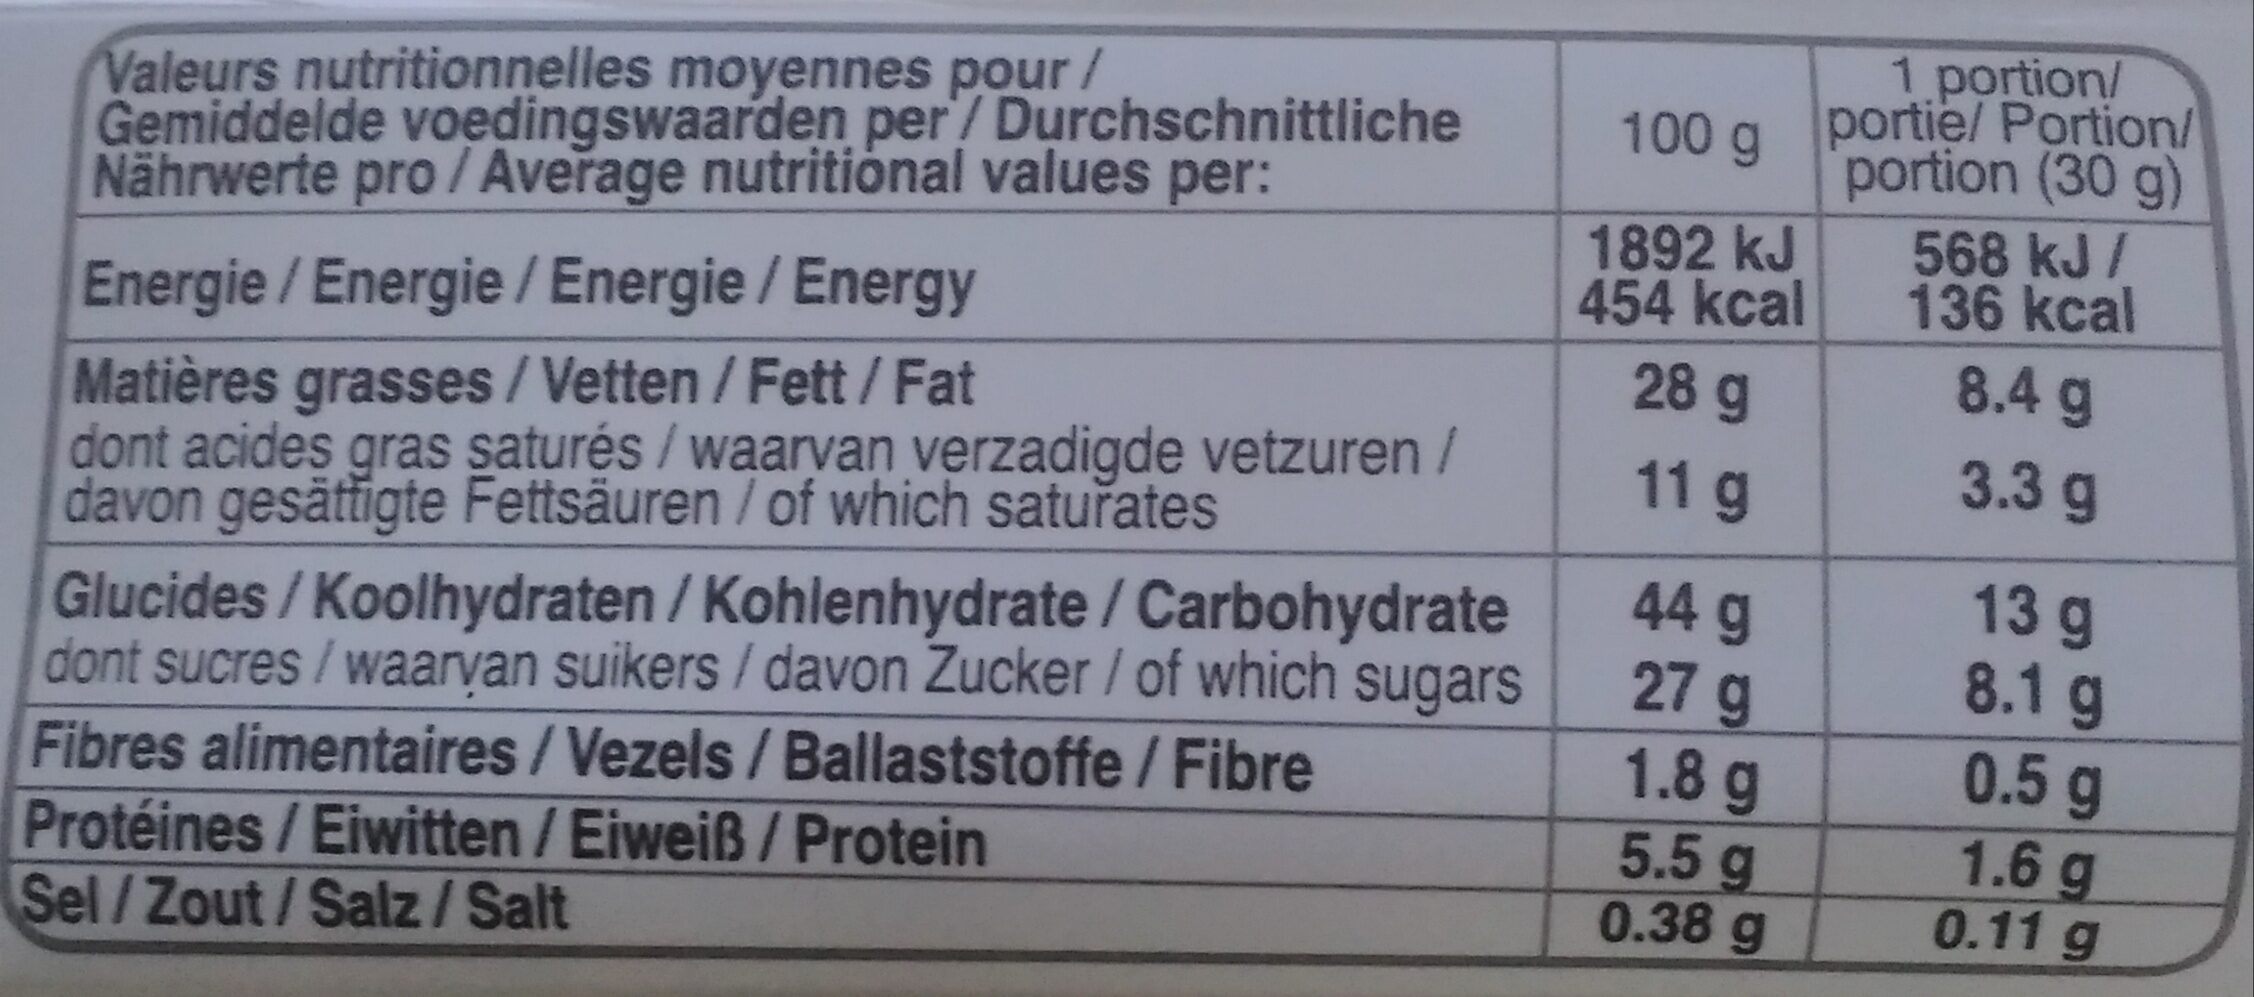 Valeurs nutritionnelles moyennes pour /
Gemiddelde voedingswaarden per / Durchschnittliche
Nährwerte pro / Average nutritional values per:
100 g
1 portion/
portie/ Portion/
portion (30 g)
Energie / Energie / Energie / Energy
1892 kJ
454 kcal
568 kJ /
136 kcal
Matières grasses / Vetten / Fett / Fat 28 g 8.4 g
dont acides gras saturés / waarvan verzadigde vetzuren /
davon gesättigte Fettsäuren / of which saturates 11 g 3.3 g
Glucides / Koolhydraten / Kohlenhydrate / Carbohydrate 44 g 13 g
dont sucres / waarvan suikers / davon Zucker / of which sugars 27 g 8.1 g
Fibres alimentaires / Vezels / Ballaststoffe / Fibre 1.8 g 0.5 g
Protéines / Eiwitten / Eiweiß / Protein 5.5 g 1.6 g
Sel / Zout / Salz / Salt 0.38 g 0.11 g